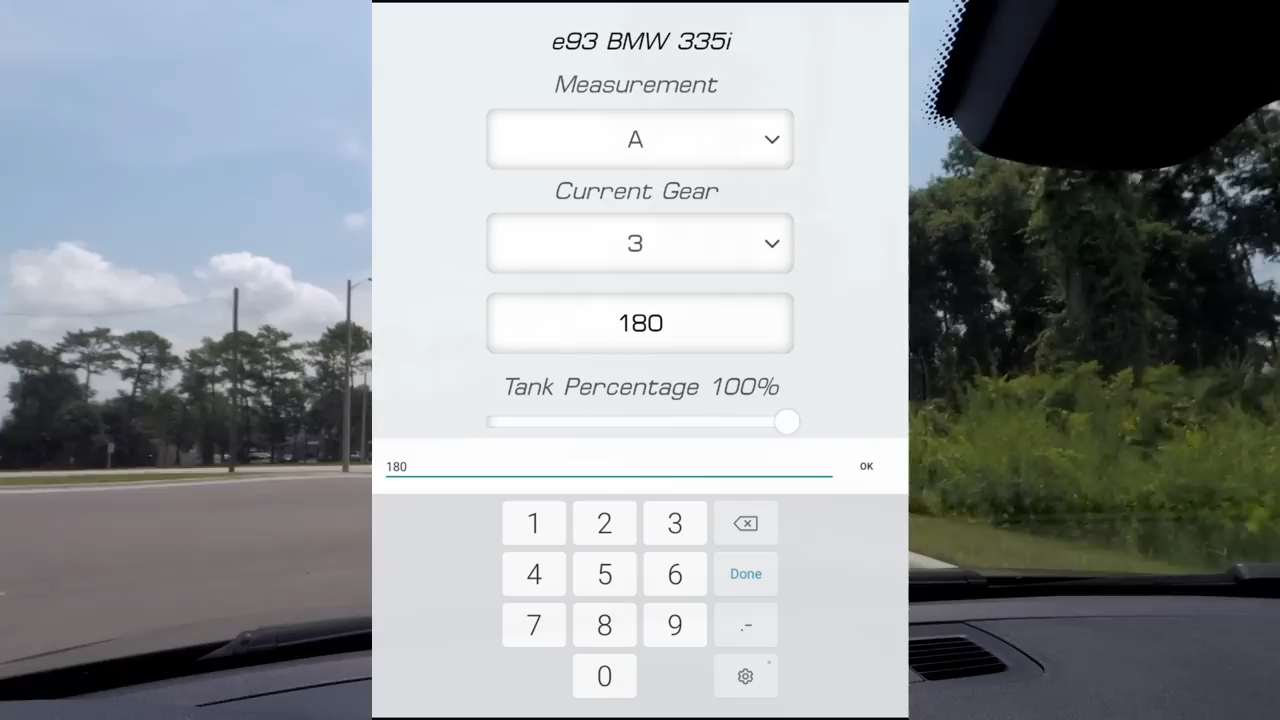 e93 BMW 335i
Measurement
A
Current Gear
3
180
Tank Percentage 100%
180
OK
1 2 3
4 5 6 Done
7 8 9 .-
0